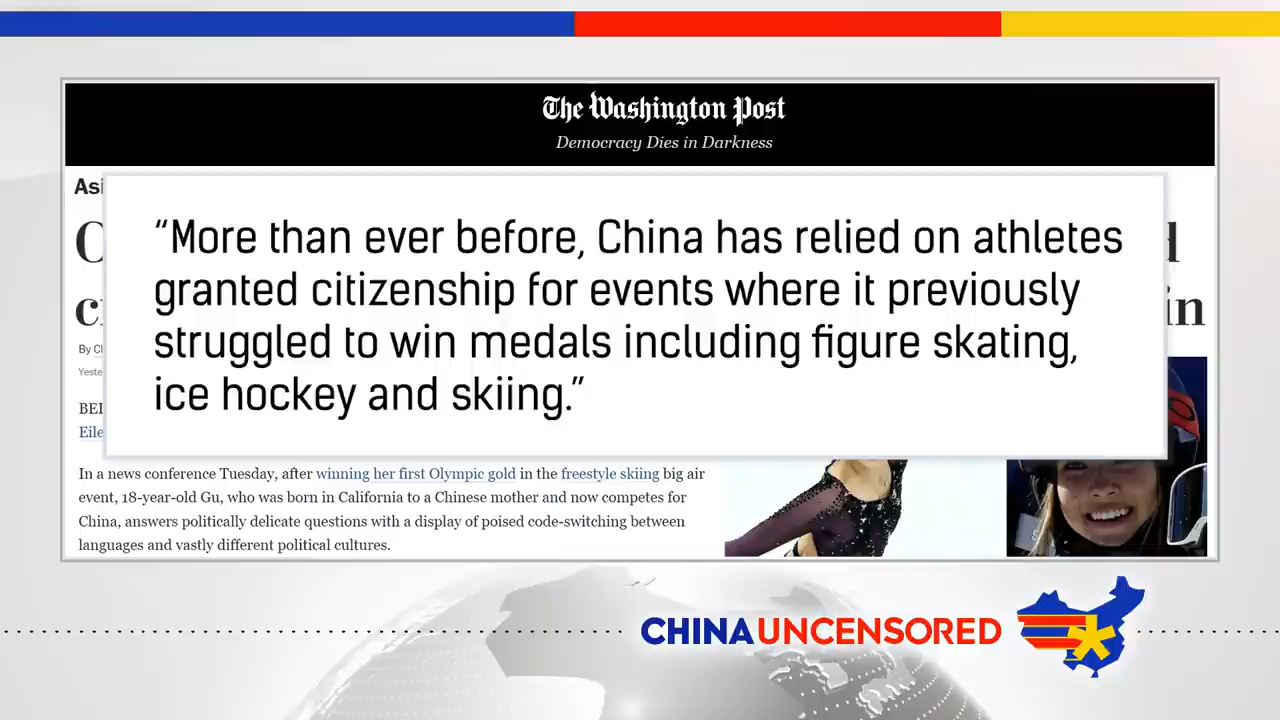 The Washington Post
Democracy Dies in Darkness
“More than ever before, China has relied on athletes
granted citizenship for events where it previously
struggled to win medals including figure skating,
ice hockey and skiing.”
In a news conference Tuesday, after winning her first Olympic gold in the freestyle skiing big air
event, 18-year-old Gu, who was born in California to a Chinese mother and now competes for
China, answers politically delicate questions with a display of poised code-switching between
languages and vastly different political cultures.
CHINA UNCENSORED